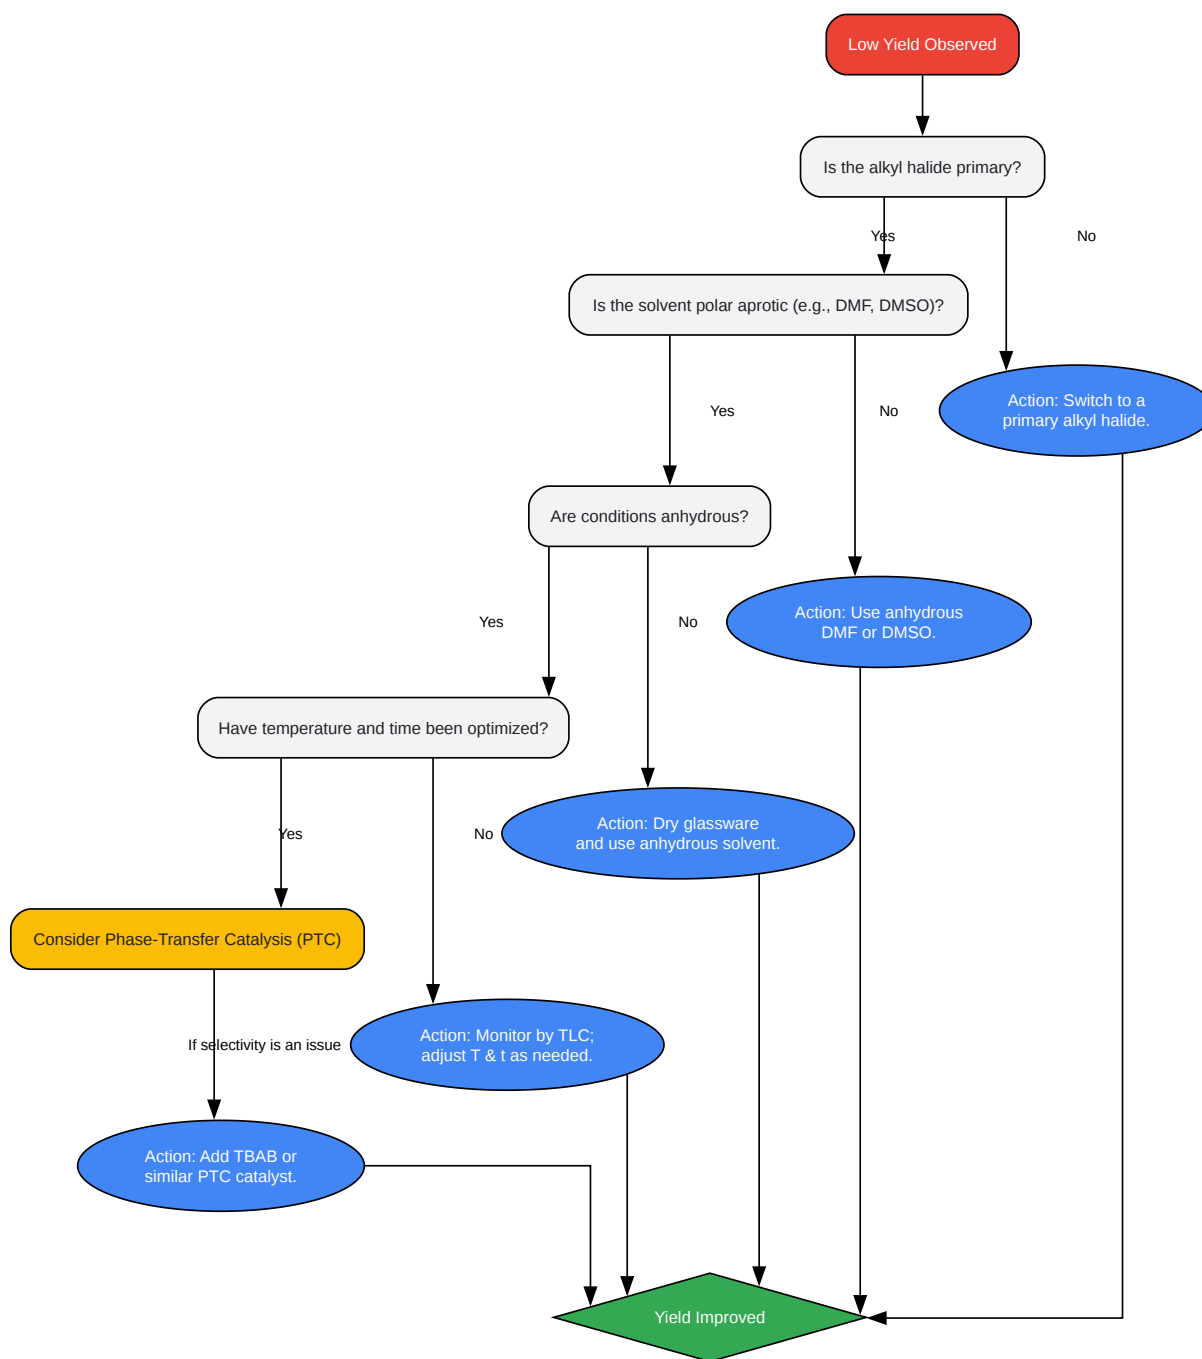 Low Yield Observed
Is the alkyl halide primary?
Yes
No
Is the solvent polar aprotic (e.g., DMF, DMSO)?
Yes
No
Action: Switch to a
primary alkyl halide.
Are conditions anhydrous?
Yes
No
Action: Use anhydrous
DMF or DMSO.
Have temperature and time been optimized?
Yes
No
Action: Dry glassware
and use anhydrous solvent.
Consider Phase-Transfer Catalysis (PTC)
If selectivity is an issue
Action: Monitor by TLC;
adjust T & t as needed.
Action: Add TBAB or
similar PTC catalyst.
Yield Improved